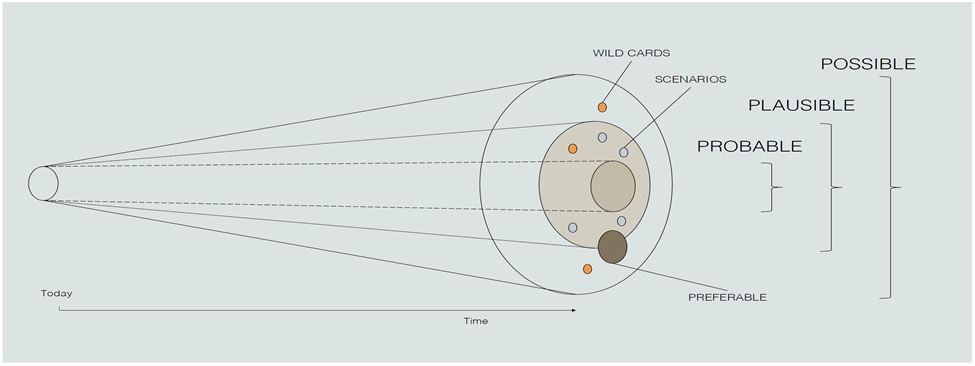 WILD CARDS
SCENARIOS
POSSIBLE
PLAUSIBLE
PROBABLE
PREFERABLE
Today
Time